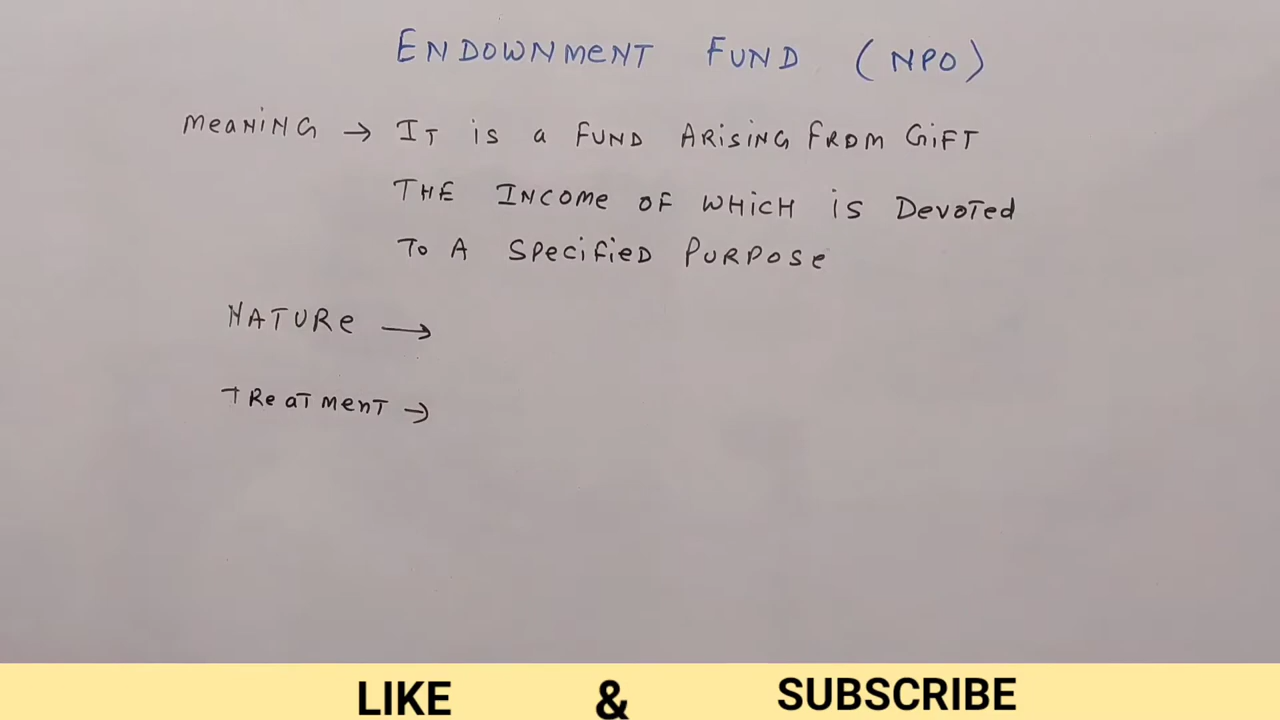 ENDOWNMENT FUND (NPO)
MEANING → IT is a FUND ARISING FROM GIFT
THE INCOME OF WHICH is DEVOTED
TO A SPECIFIED PURPOSE
NATURE →
TREATMENT →
LIKE & SUBSCRIBE